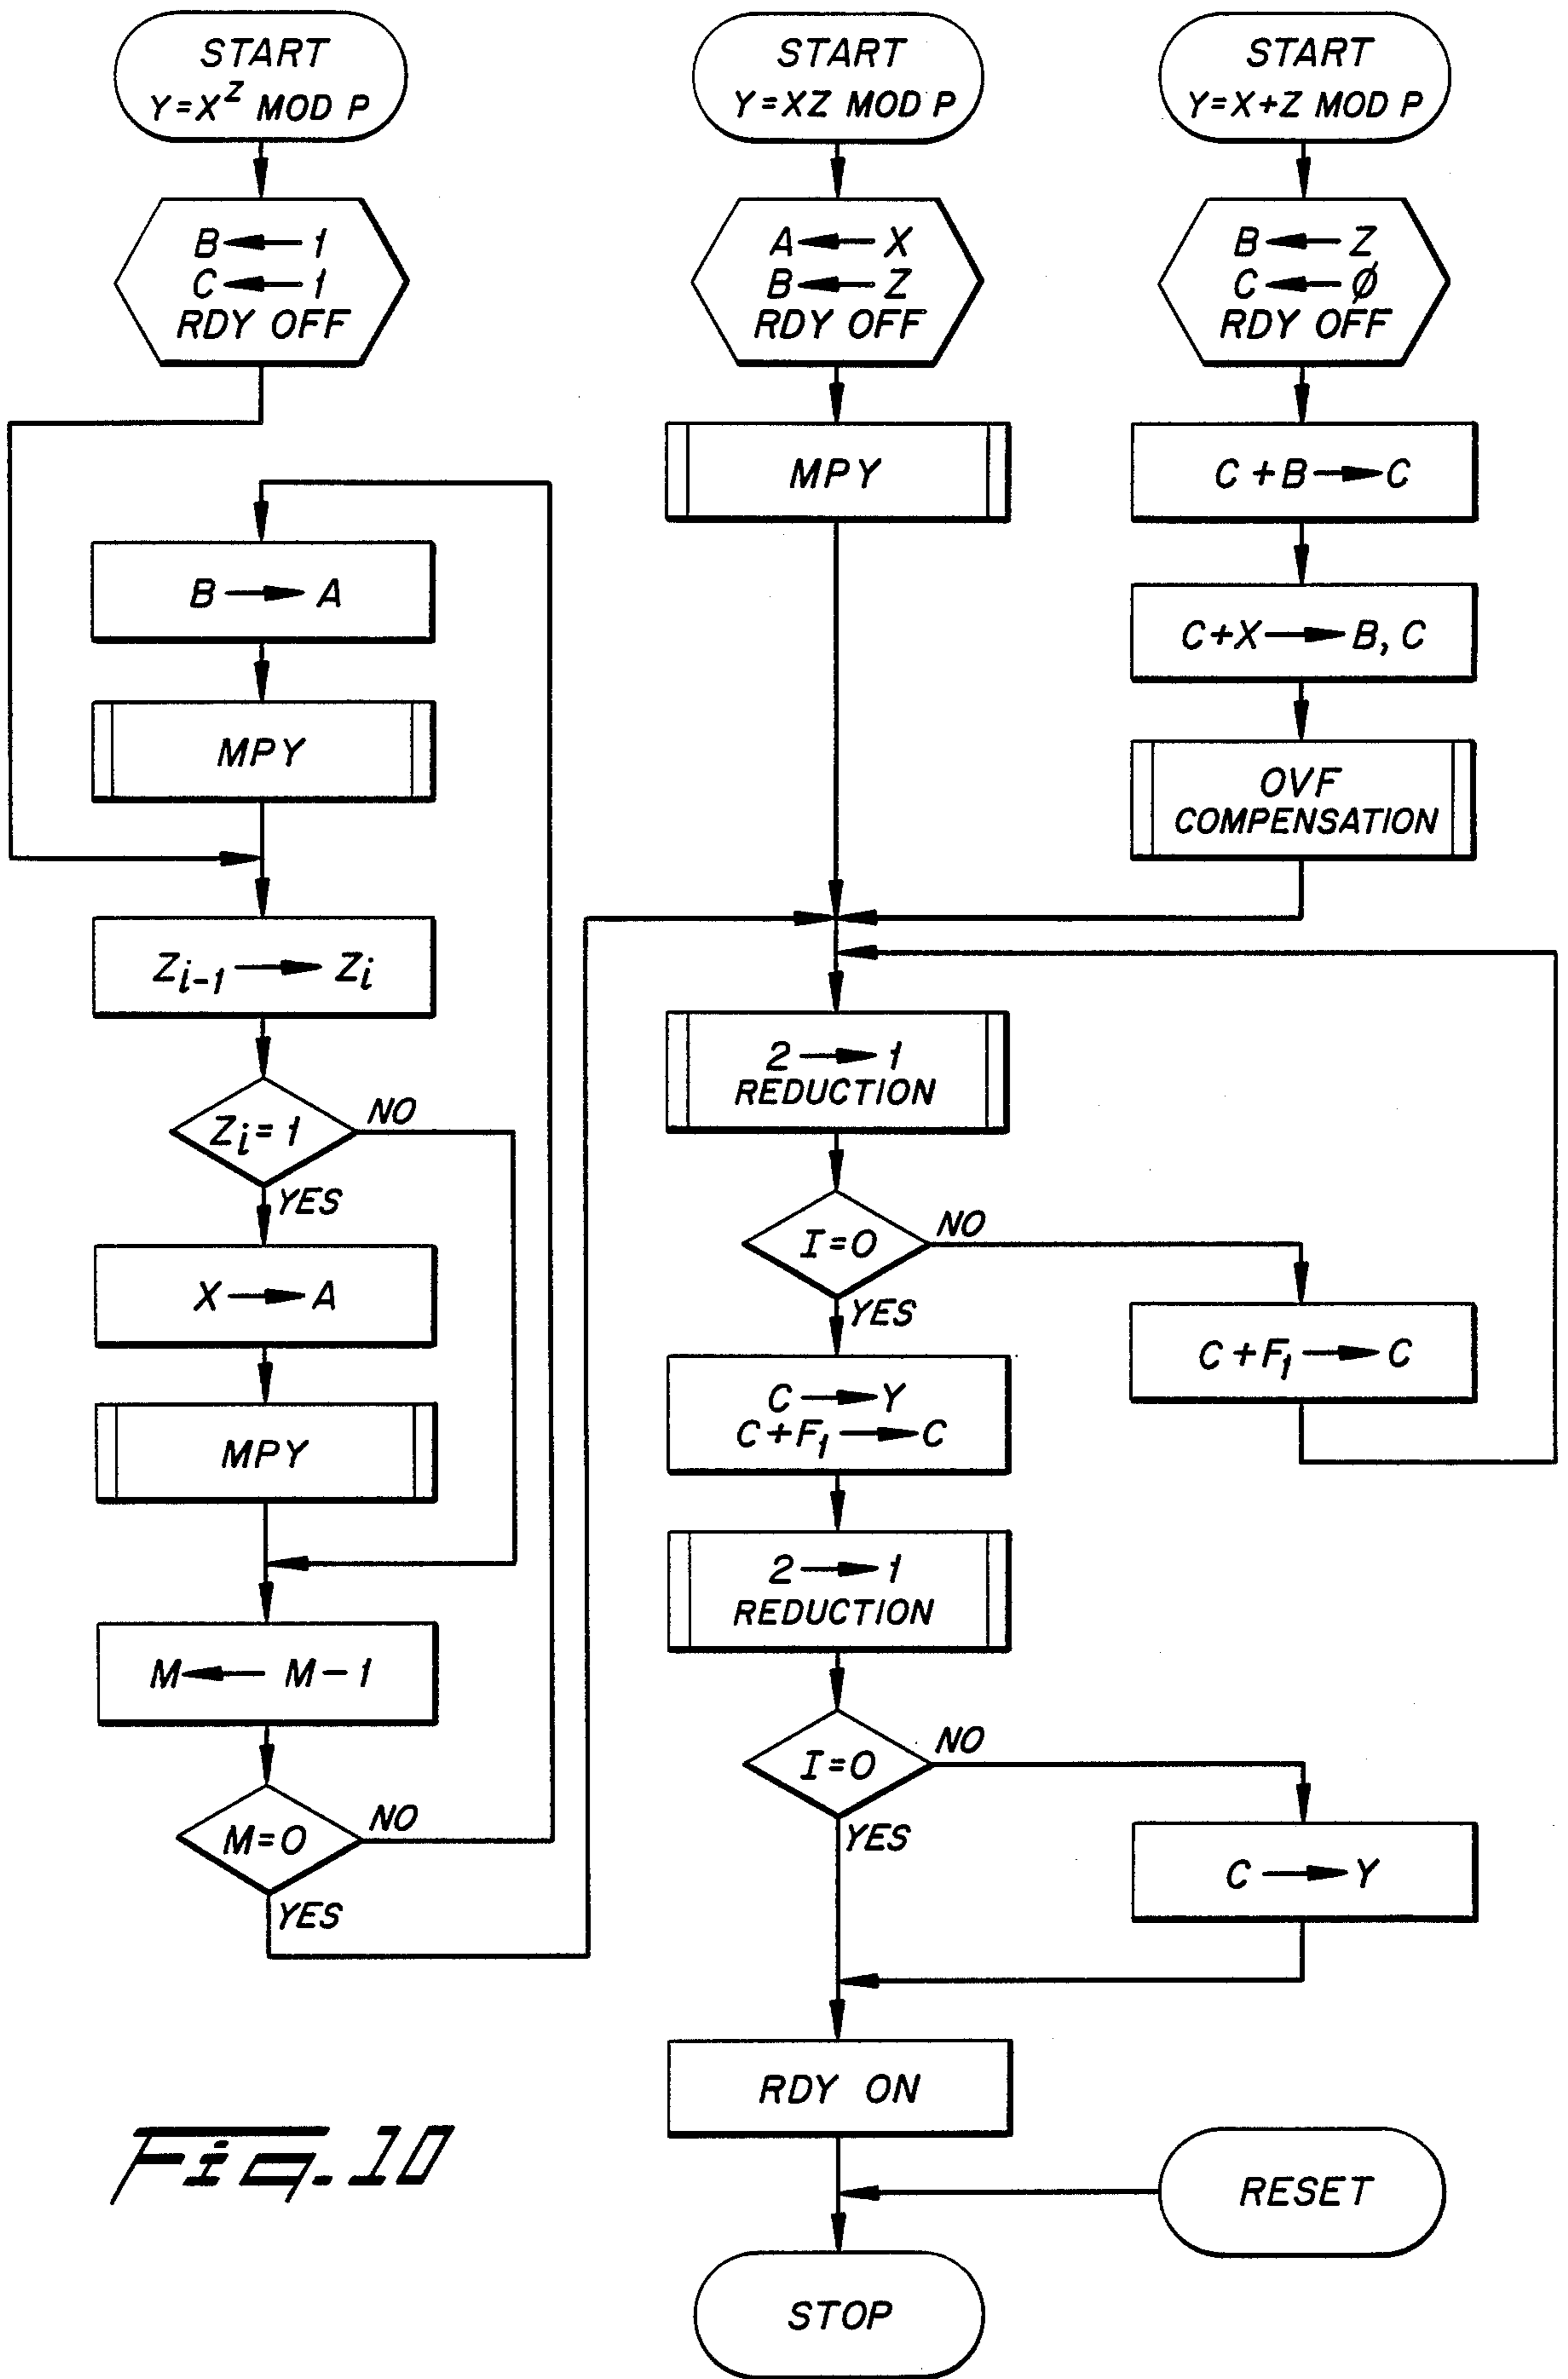 START
Y=X^Z MOD P
B ← 1
C ← 1
RDY OFF
B → A
MPY
Z_{i-1} → Z_i
Z_i = 1
NO
YES
X → A
MPY
M ← M-1
M=0
NO
YES
START
Y=XZ MOD P
A ← X
B ← Z
RDY OFF
MPY
START
Y=X+Z MOD P
B ← Z
C ← Ø
RDY OFF
C+B → C
C+X → B, C
OVF
COMPENSATION
2 → 1
REDUCTION
I=0
NO
YES
C+F_1 → C
C → Y
C+F_1 → C
2 → 1
REDUCTION
I=0
NO
YES
C → Y
RDY ON
RESET
STOP
Fig.10